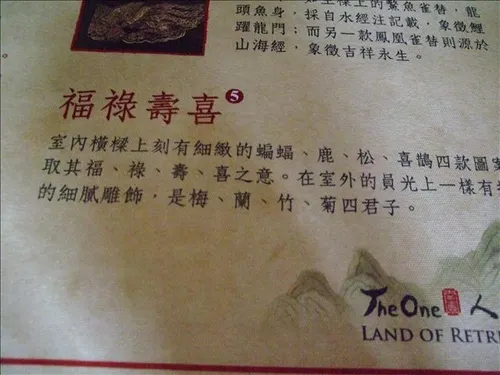 頭魚身，採自水經注記載，象徵鯉
躍龍門；而另一款鳳凰雀替則源於
山海經，象徵吉祥永生。
福祿壽喜 5
室內橫樑上刻有細緻的蝙蝠、鹿、松、喜鵲四款圖案
取其福、祿、壽、喜之意。在室外的員光上一樣有
的細膩雕飾，是梅、蘭、竹、菊四君子。
The One 人
LAND OF RETRE